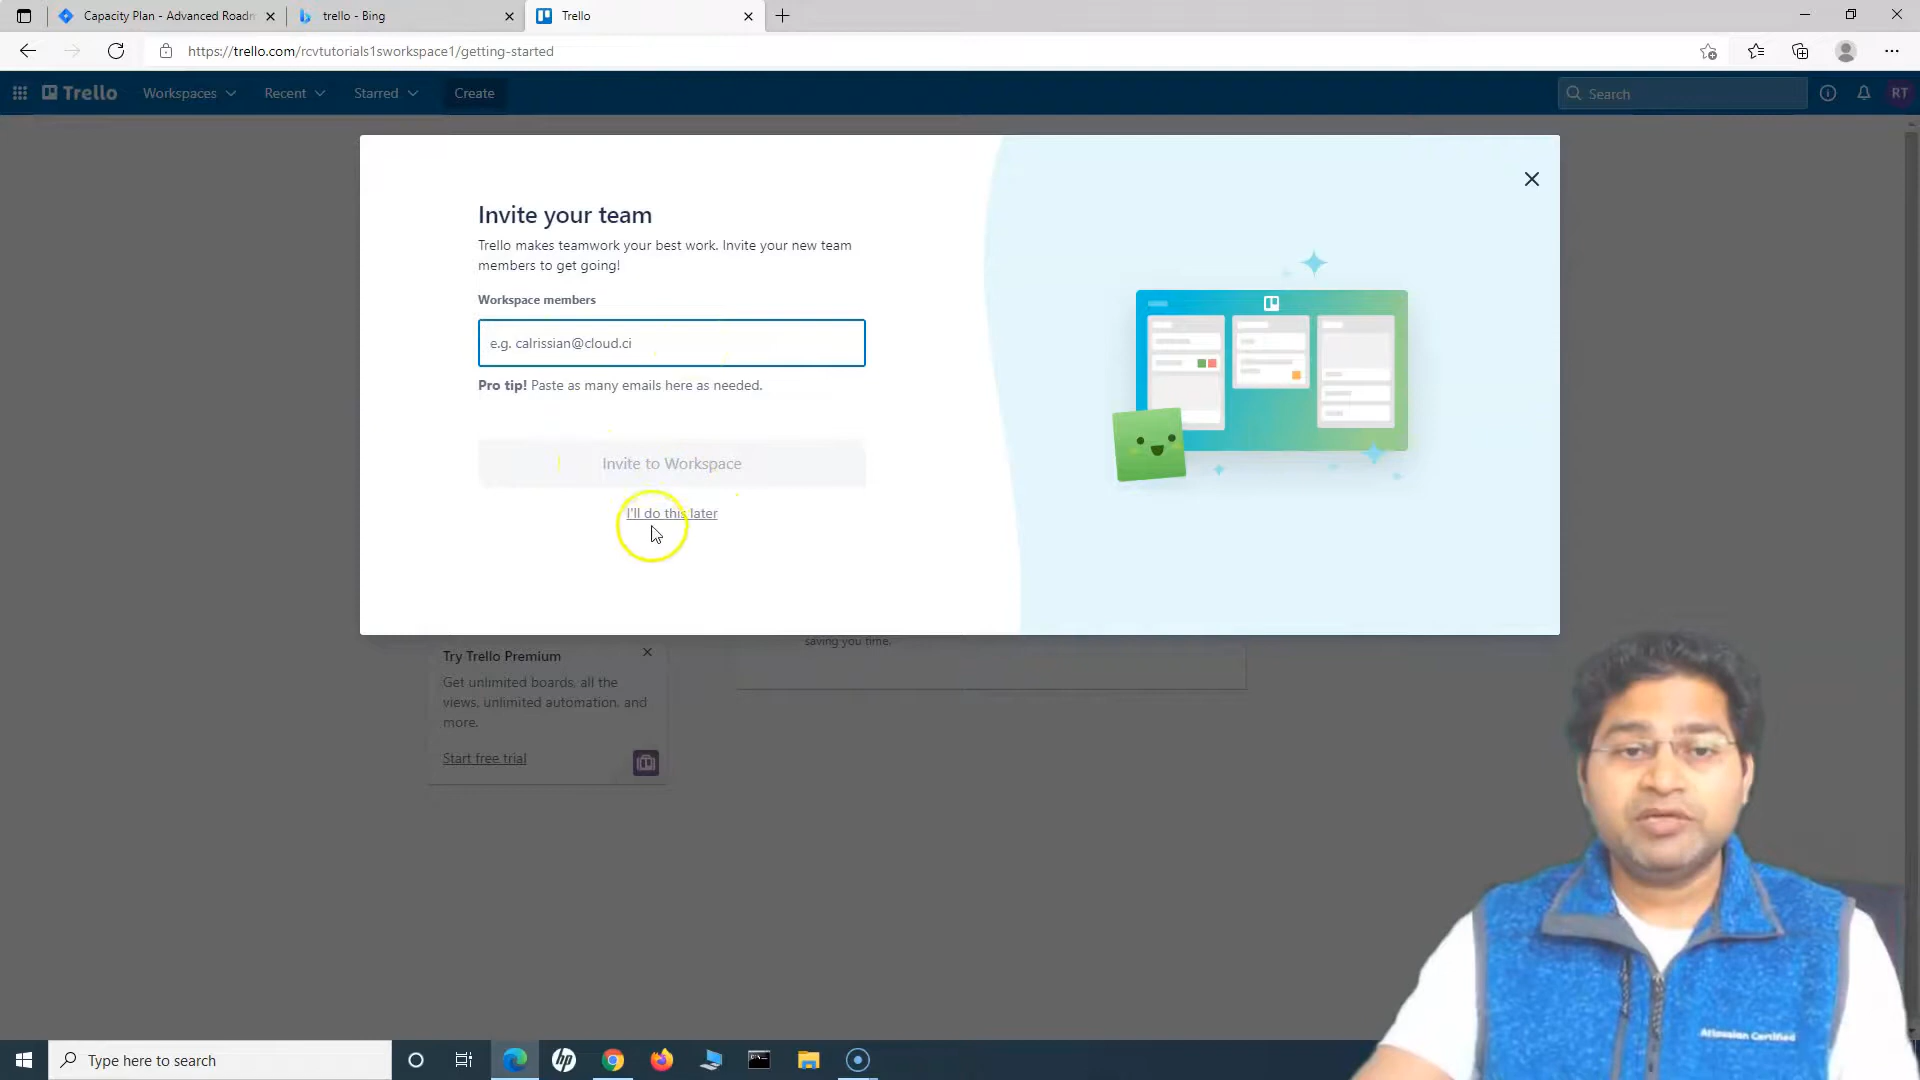 Capacity Plan - Advanced Roadm
trello - Bing
Trello
https://trello.com/rcvtutorials1sworkspace1/getting-started
Trello
Workspaces
Recent
Starred
Create
Search
RT
Invite your team
Trello makes teamwork your best work. Invite your new team
members to get going!
Workspace members
e.g. calrissian@cloud.ci
Pro tip! Paste as many emails here as needed.
Invite to Workspace
I'll do this later
saving you time.
Try Trello Premium
Get unlimited boards, all the
views, unlimited automation, and
more.
Start free trial
Atlassian Certified
Type here to search
hp